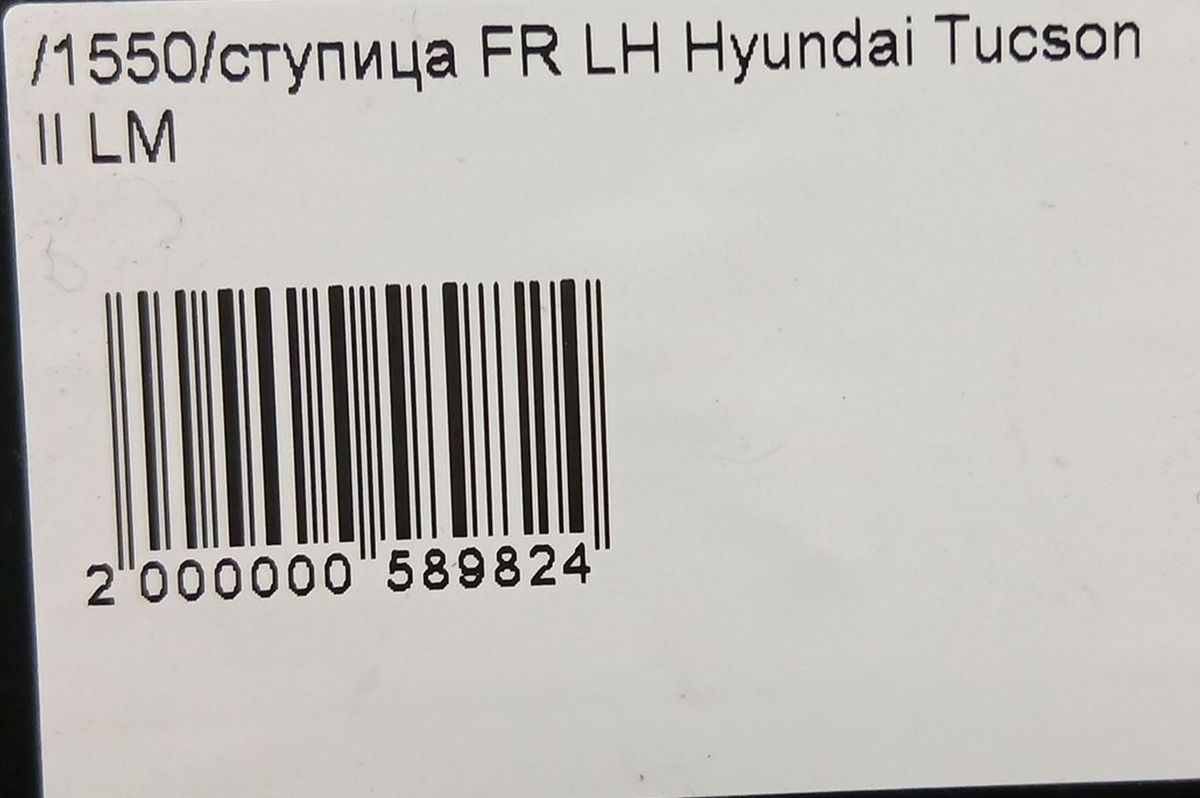 /1550/ступица FR LH Hyundai Tucson
II LM
2 000000 589824